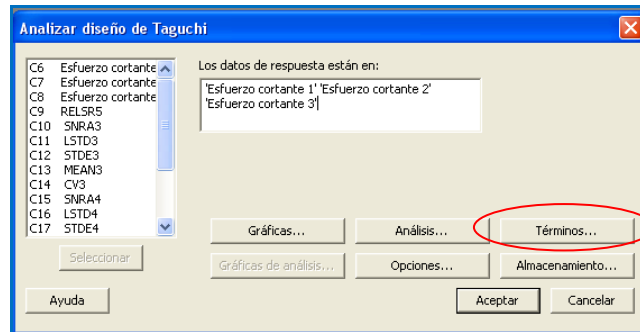 Analizar diseño de Taguchi
Los datos de respuesta están en:
C6 Esfuerzo cortante
C7 Esfuerzo cortante
C8 Esfuerzo cortante
C9 RELSR5
C10 SNRA3
C11 LSTD3
C12 STDE3
C13 MEAN3
C14 CV3
C15 SNRA4
C16 LSTD4
C17 STDE4
'Esfuerzo cortante 1' 'Esfuerzo cortante 2'
'Esfuerzo cortante 3'
Gráficas... Análisis... Términos...
Seleccionar Gráficas de análisis... Opciones... Almacenamiento...
Ayuda Aceptar Cancelar